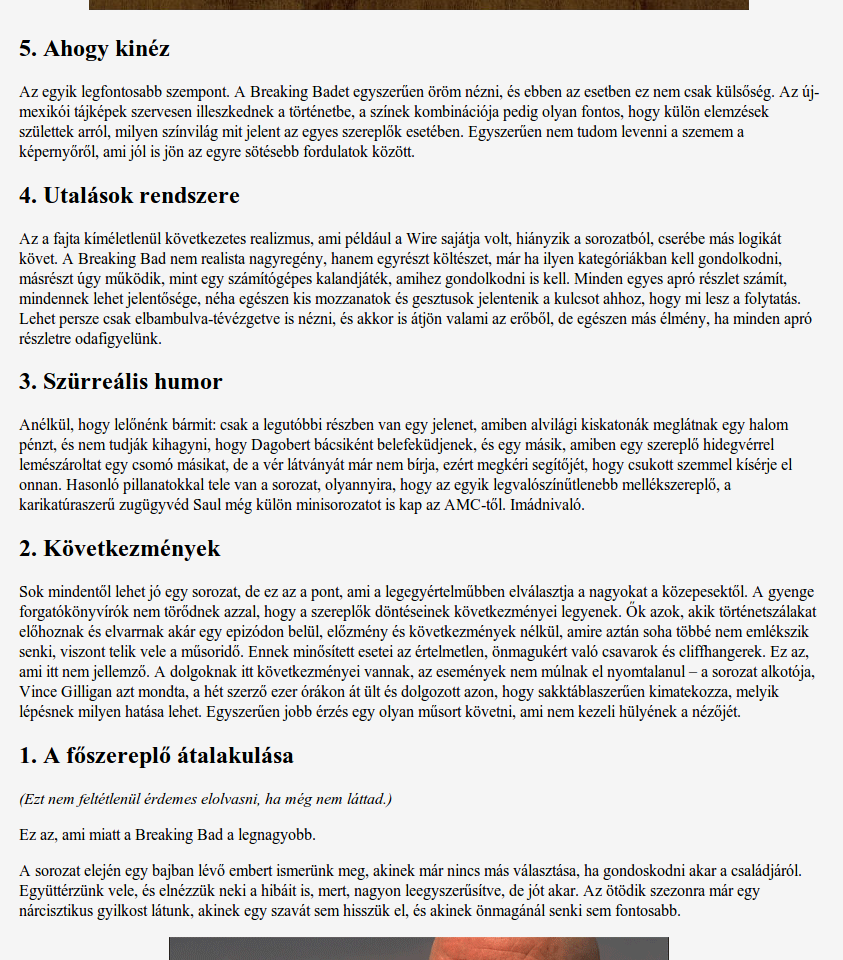 5. Ahogy kinéz
Az egyik legfontosabb szempont. A Breaking Badet egyszerűen öröm nézni, és ebben az esetben ez nem csak külsőség. Az új-
mexikói tájképek szervesen illeszkednek a történetbe, a színek kombinációja pedig olyan fontos, hogy külön elemzések
születtek arról, milyen színvilág mit jelent az egyes szereplők esetében. Egyszerűen nem tudom levenni a szemem a
képernyőről, ami jól is jön az egyre sötésebb fordulatok között.
4. Utalások rendszere
Az a fajta kíméletlenül következetes realizmus, ami például a Wire sajátja volt, hiányzik a sorozatból, cserébe más logikát
követ. A Breaking Bad nem realista nagyregény, hanem egyrészt költészet, már ha ilyen kategóriákban kell gondolkodni,
másrészt úgy működik, mint egy számítógépes kalandjáték, amihez gondolkodni is kell. Minden egyes apró részlet számít,
mindennek lehet jelentősége, néha egészen kis mozzanatok és gesztusok jelentenik a kulcsot ahhoz, hogy mi lesz a folytatás.
Lehet persze csak elbambulva-tévézgetve is nézni, és akkor is átjön valami az erőből, de egészen más élmény, ha minden apró
részletre odafigyelünk.
3. Szürreális humor
Anélkül, hogy lelőnénk bármit: csak a legutóbbi részben van egy jelenet, amiben alvilági kiskatonák meglátnak egy halom
pénzt, és nem tudják kihagyni, hogy Dagobert bácsiként belefeküdjenek, és egy másik, amiben egy szereplő hidegvérrel
lemészároltat egy csomó másikat, de a vér látványát már nem bírja, ezért megkéri segítőjét, hogy csukott szemmel kísérje el
onnan. Hasonló pillanatokkal tele van a sorozat, olyannyira, hogy az egyik legvalószínűtlenebb mellékszereplő, a
karikatúraszerű zugügyvéd Saul még külön minisorozatot is kap az AMC-től. Imádnivaló.
2. Következmények
Sok mindentől lehet jó egy sorozat, de ez az a pont, ami a legegyértelműbben elválasztja a nagyokat a közepesektől. A gyenge
forgatókönyvírók nem törődnek azzal, hogy a szereplők döntéseinek következményei legyenek. Ők azok, akik történetszálakat
előhoznak és elvarrnak akár egy epizódon belül, előzmény és következmények nélkül, amire aztán soha többé nem emlékszik
senki, viszont telik vele a műsoridő. Ennek minősített esetei az értelmetlen, önmagukért való csavarok és cliffhangerek. Ez az,
ami itt nem jellemző. A dolgoknak itt következményei vannak, az események nem múlnak el nyomtalanul – a sorozat alkotója,
Vince Gilligan azt mondta, a hét szerző ezer órákon át ült és dolgozott azon, hogy sakktáblaszerűen kimatekozza, melyik
lépésnek milyen hatása lehet. Egyszerűen jobb érzés egy olyan műsort követni, ami nem kezeli hülyének a nézőjét.
1. A főszereplő átalakulása
(Ezt nem feltétlenül érdemes elolvasni, ha még nem láttad.)
Ez az, ami miatt a Breaking Bad a legnagyobb.
A sorozat elején egy bajban lévő embert ismerünk meg, akinek már nincs más választása, ha gondoskodni akar a családjáról.
Együttérzünk vele, és elnézzük neki a hibáit is, mert, nagyon leegyszerűsítve, de jót akar. Az ötödik szezonra már egy
nárcisztikus gyilkost látunk, akinek egy szavát sem hisszük el, és akinek önmagánál senki sem fontosabb.